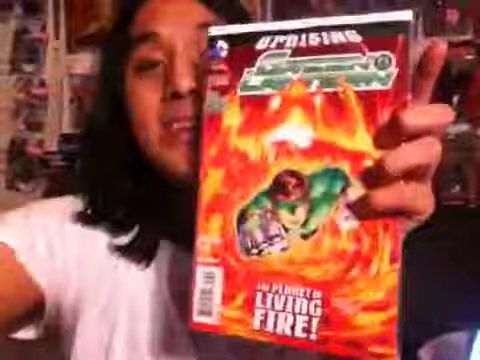 UPRISING
GREEN
LANTERN
THE PLANET OF
LIVING
FIRE!